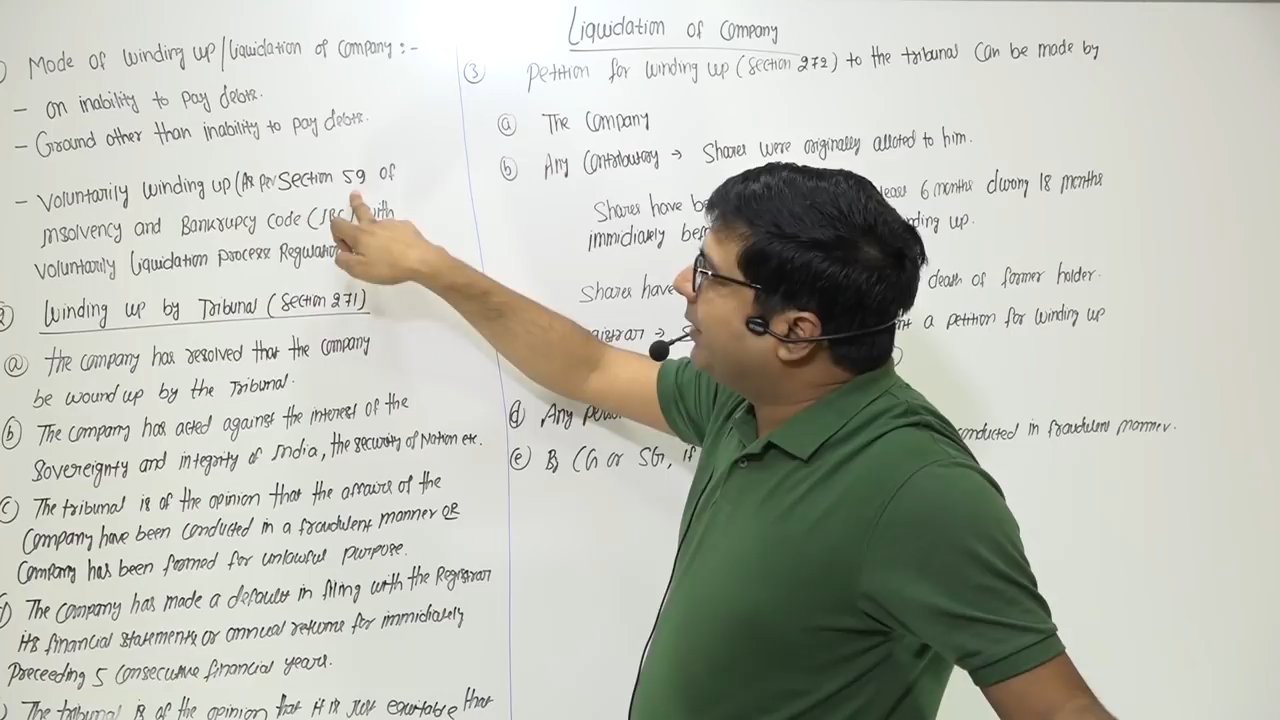 Liquidation of Company
Mode of winding up/liquidation of company :-
- on inability to pay debts.
- Ground other than inability to pay debts.
- Voluntarily winding up (As per Section 59 of
Insolvency and Bankrupcy code (IBC) with
Voluntarily Liquidation Process
Winding up by Tribunal (Section 271)
(a) The company has resolved that the company
be wound up by the Tribunal.
(b) The company has acted against the interest of the
Sovereignty and integrity of India, the security of Nation etc.
(c) The tribunal is of the opinion that the affairs of the
Company have been conducted in a fraudulent manner OR
Company has been formed for unlawful purpose.
The company has made a default in filing with the Registrar
its financial statements or annual returns for immidiately
Preceeding 5 consecutive financial years.
The tribunal is of the opinion that it is just equitable that
(3) Petition for winding up (Section 272) to the tribunal can be made by
(a) The Company
(b) Any Contributory → Shares were originally alloted to him.
Shares have 6 months during 18 months
immidiately up.
Shares have death of former holder.
→ a petition for winding up
(d) Any conducted in fraudulent manner.
(e) By CG or SG, if